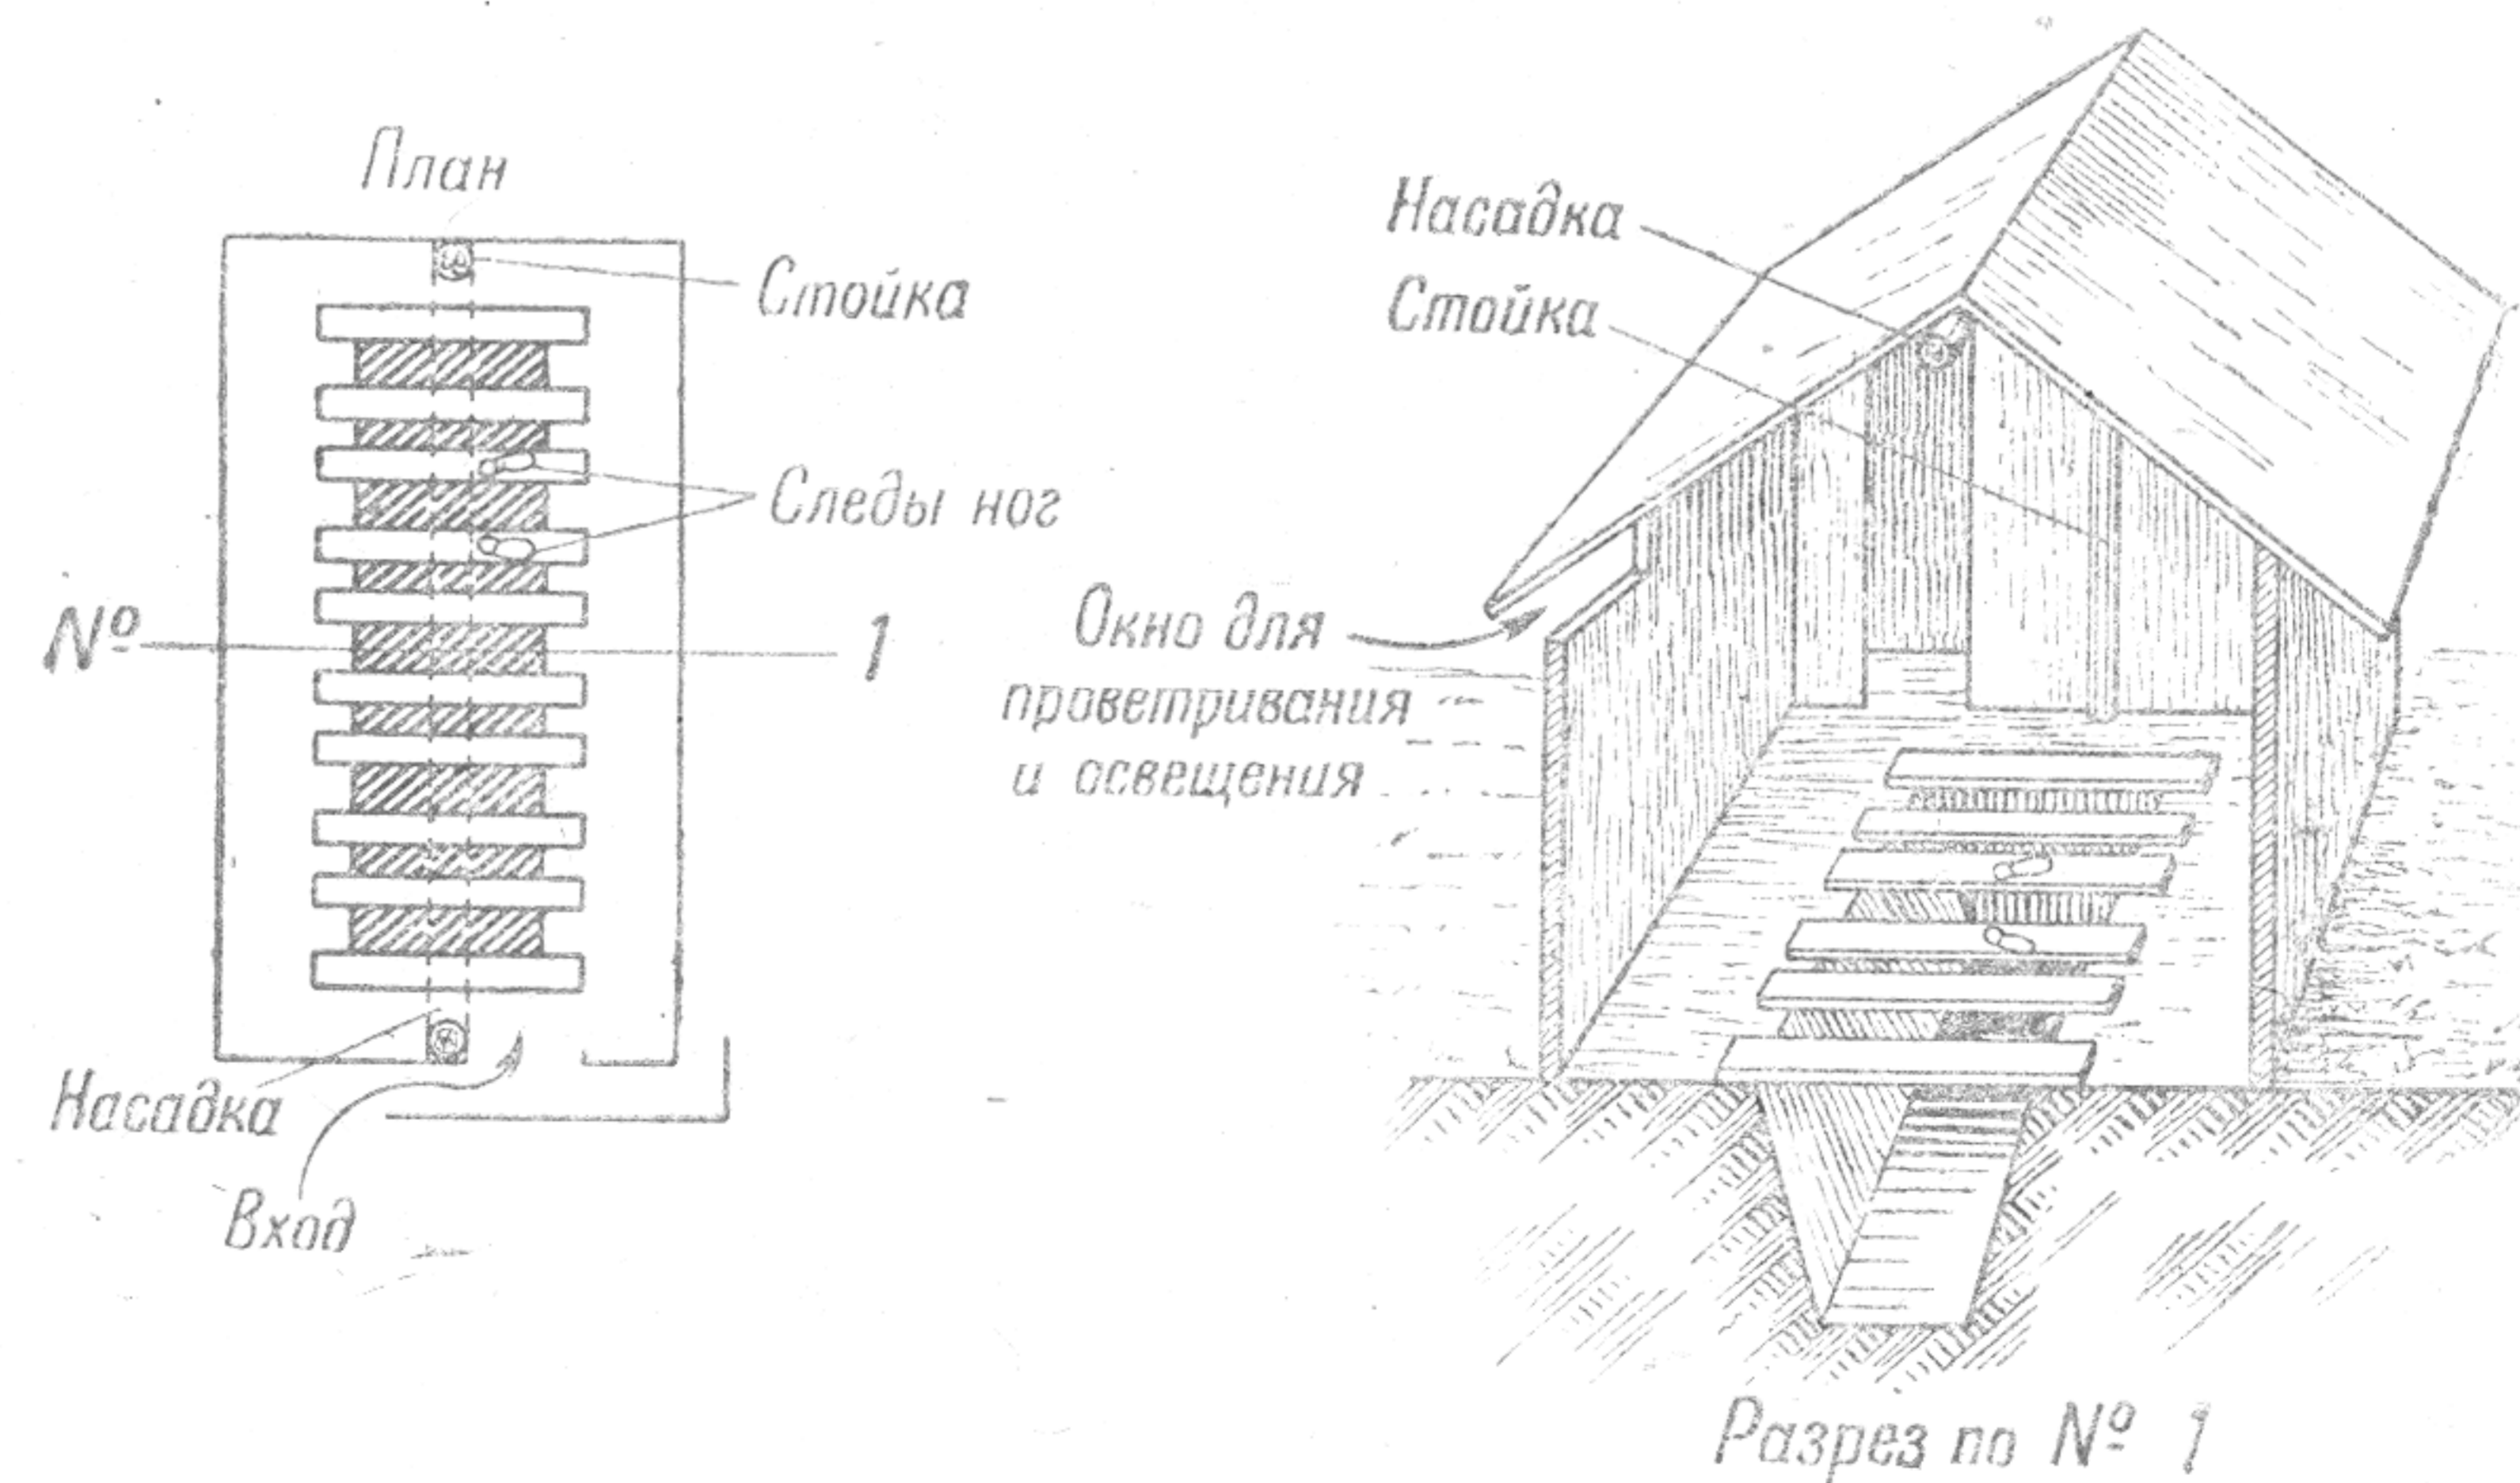 План
Стойка
Следы ног
№ 1
Насадка
Вход
Насадка
Стойка
Окно для
проветривания
и освещения
Разрез по № 1